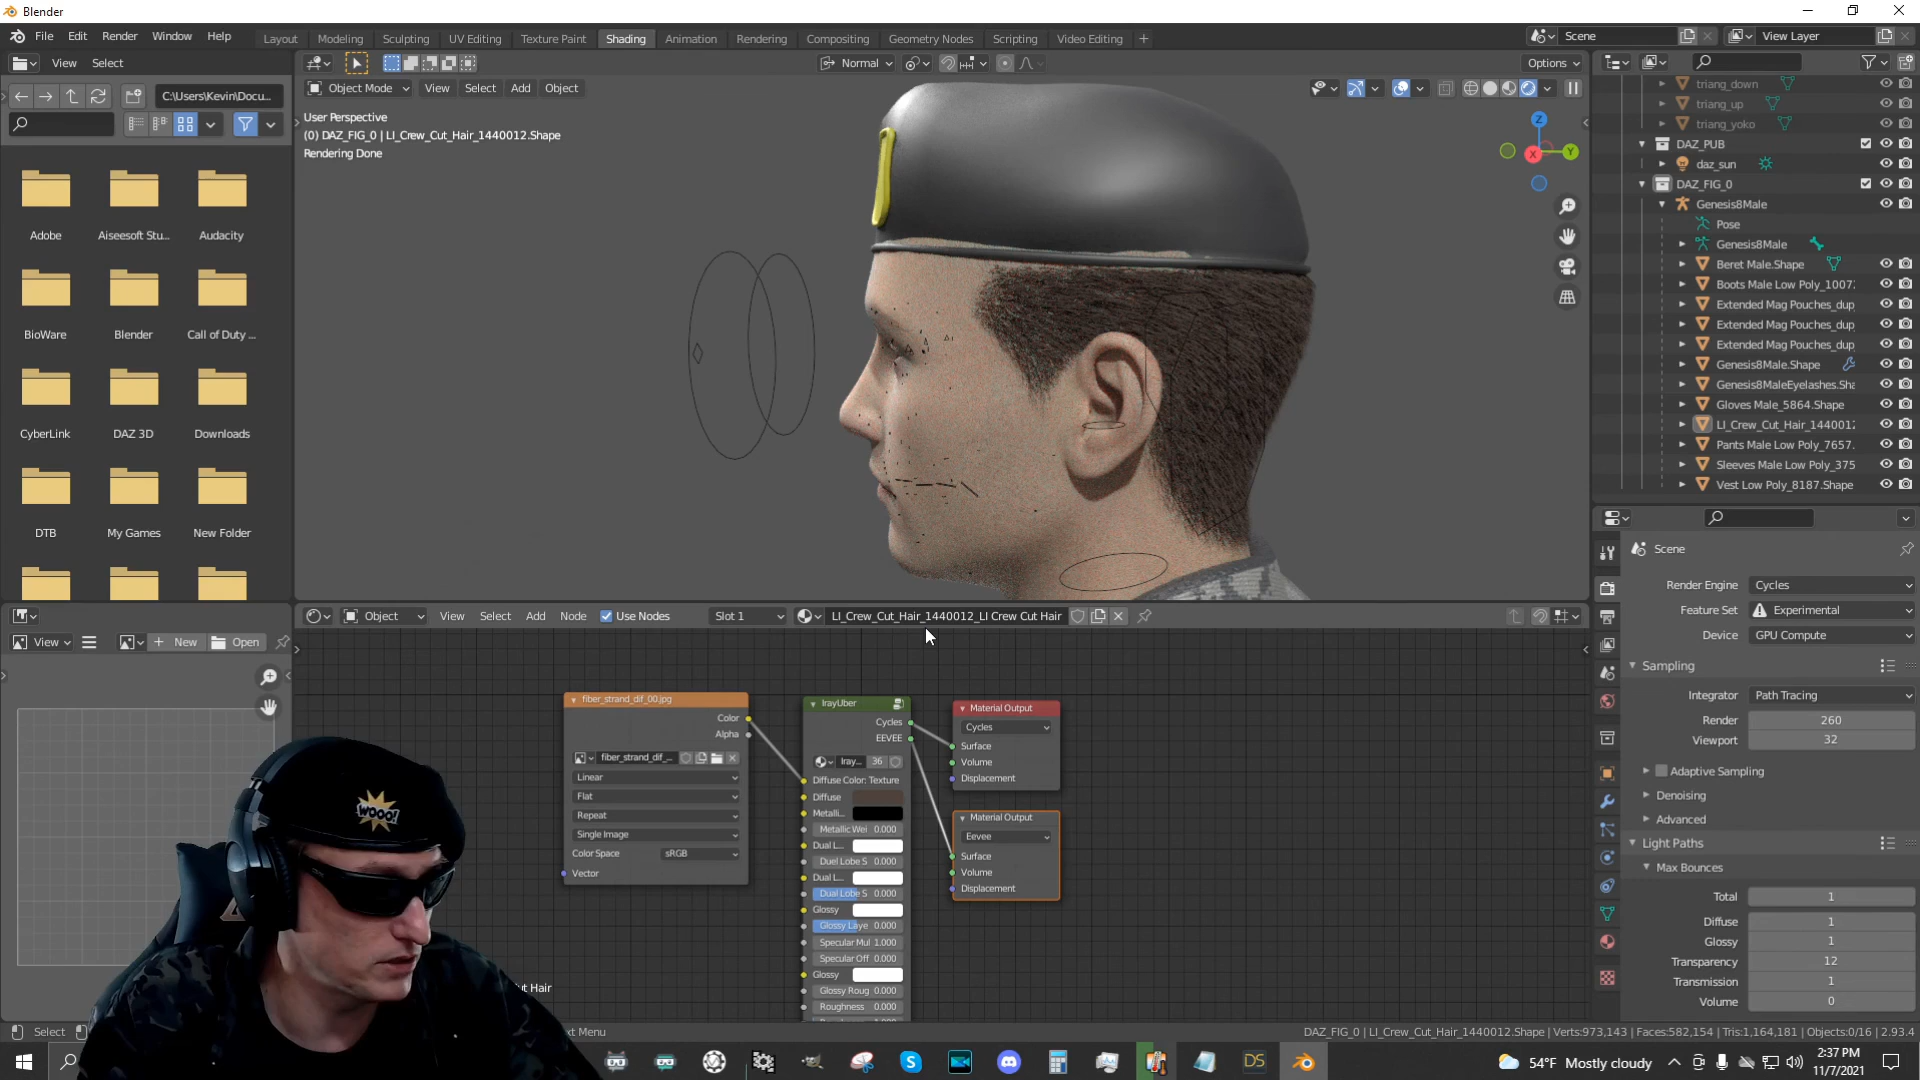 Blender
File Edit Render Window Help Layout Modeling Sculpting UV Editing Texture Paint Shading Animation Rendering Compositing Geometry Nodes Scripting Video Editing + Scene View Layer
View Select Normal Options
C:\Users\Kevin\Docu...
Object Mode View Select Add Object
User Perspective
(0) DAZ_FIG_0 | LI_Crew_Cut_Hair_1440012.Shape
Rendering Done
Z
Y
X
Adobe Aiseesoft Stu... Audacity
BioWare Blender Call of Duty ...
CyberLink DAZ 3D Downloads
DTB My Games New Folder
triang_down
triang_up
triang_yoko
DAZ_PUB
daz_sun
DAZ_FIG_0
Genesis8Male
Pose
Genesis8Male
Beret Male.Shape
Boots Male Low Poly_1007
Extended Mag Pouches_dup
Extended Mag Pouches_dup
Extended Mag Pouches_dup
Genesis8Male.Shape
Genesis8MaleEyelashes.Sha
Gloves Male_5864.Shape
LI_Crew_Cut_Hair_144001
Pants Male Low Poly_7657.
Sleeves Male Low Poly_375
Vest Low Poly_8187.Shape
Scene
Render Engine Cycles
Feature Set Experimental
Device GPU Compute
Sampling
Integrator Path Tracing
Render 260
Viewport 32
Adaptive Sampling
Denoising
Advanced
Light Paths
Max Bounces
Total 1
Diffuse 1
Glossy 1
Transparency 12
Transmission 1
Volume 0
View + New Open
Object View Select Add Node Use Nodes Slot 1 LI_Crew_Cut_Hair_1440012_LI Crew Cut Hair
fiber_strand_dif_00.jpg
Color
Alpha
fiber_strand_dif_...
Linear
Flat
Repeat
Single Image
Color Space sRGB
Vector
IrayUber
Cycles
EEVEE
Iray... 36
Diffuse Color: Texture
Diffuse
Metalli...
Metallic Wei 0.000
Dual L...
Duel Lobe S 0.000
Dual L...
Dual Lobe S 0.000
Glossy
Glossy Laye 0.000
Specular Mul 1.000
Specular Off 0.000
Glossy
Glossy Roug 0.000
Roughness 0.000
Material Output
Cycles
Surface
Volume
Displacement
Material Output
Eevee
Surface
Volume
Displacement
WOOO!
ut Hair
Select xt Menu
DAZ_FIG_0 | LI_Crew_Cut_Hair_1440012.Shape | Verts:973,143 | Faces:582,154 | Tris:1,164,181 | Objects:0/16 | 2.93.4
DS
54°F Mostly cloudy
2:37 PM
11/7/2021